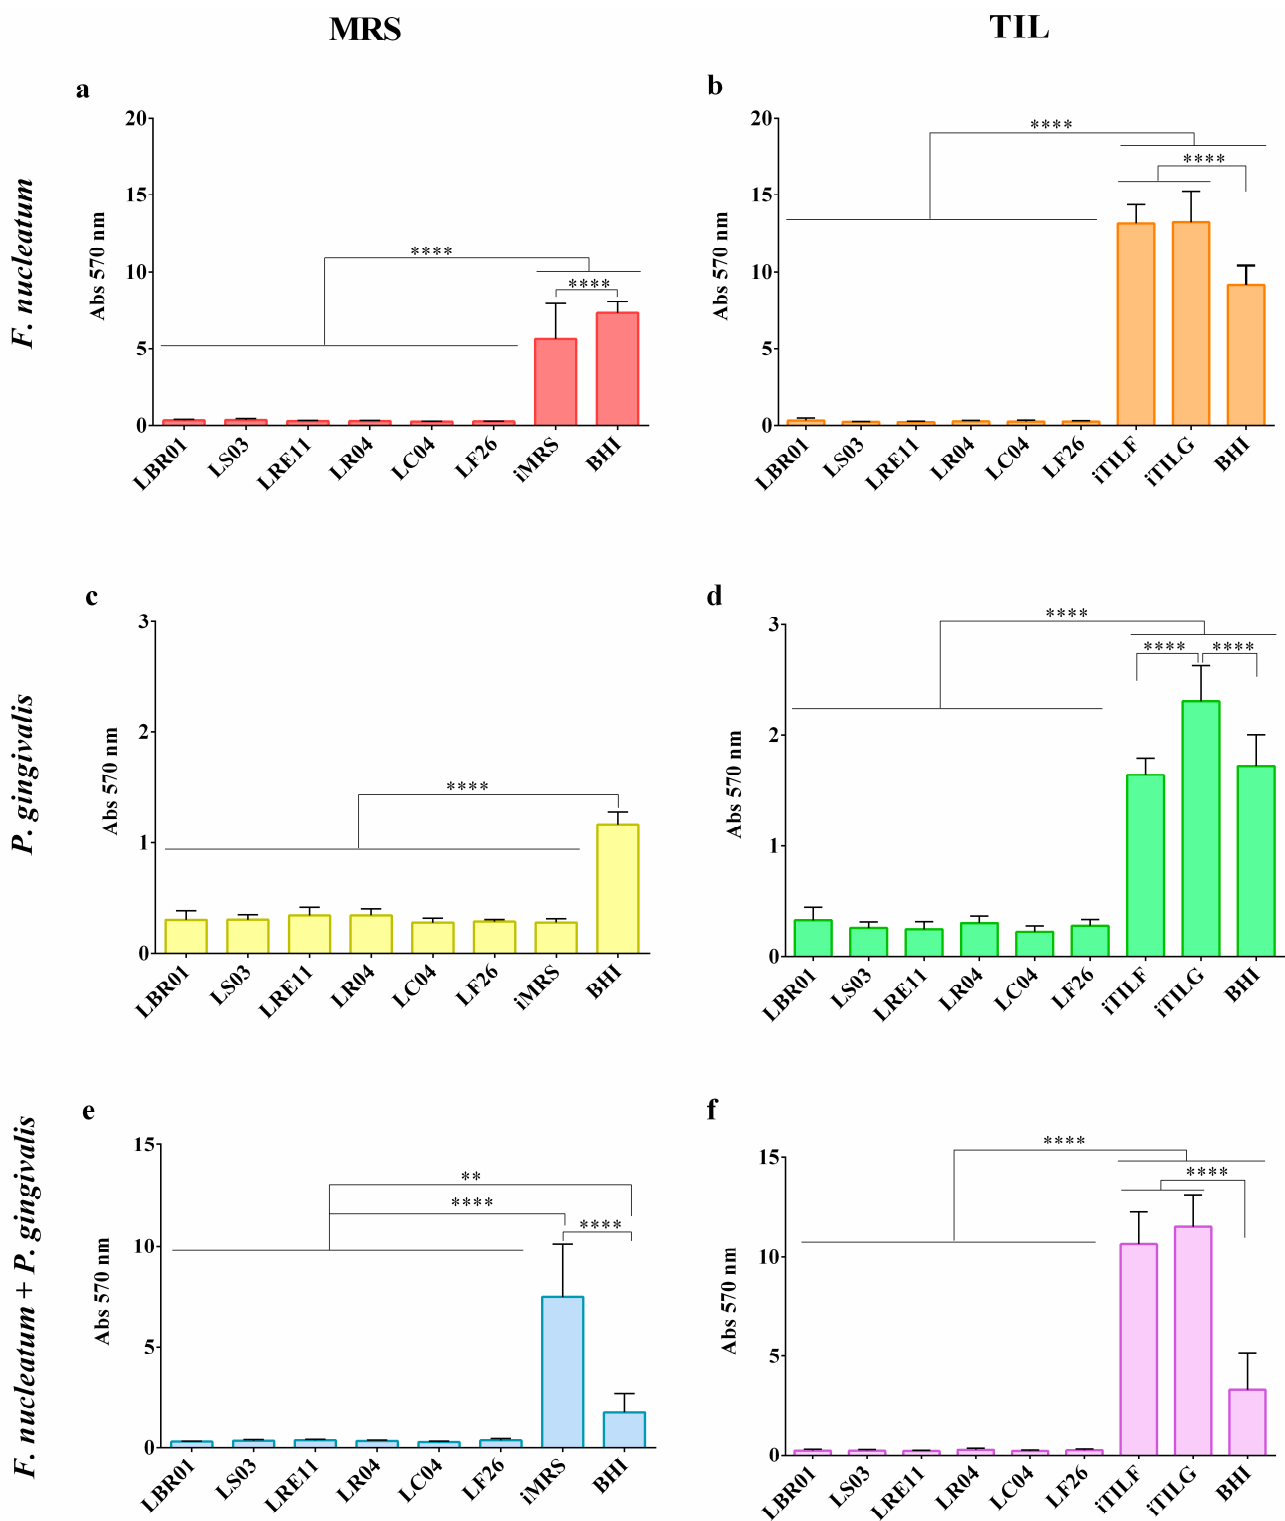 MRS
TIL
a
F. nucleatum
Abs 570 nm
20
15
10
5
0
****
****
LBR01
LS03
LRE11
LR04
LC04
LF26
iMRS
BHI
b
Abs 570 nm
20
15
10
5
0
****
****
LBR01
LS03
LRE11
LR04
LC04
LF26
iTILF
iTILG
BHI
c
P. gingivalis
Abs 570 nm
3
2
1
0
****
LBR01
LS03
LRE11
LR04
LC04
LF26
iMRS
BHI
d
Abs 570 nm
3
2
1
0
****
****
****
LBR01
LS03
LRE11
LR04
LC04
LF26
iTILF
iTILG
BHI
e
F. nucleatum + P. gingivalis
Abs 570 nm
15
10
5
0
**
****
****
LBR01
LS03
LRE11
LR04
LC04
LF26
iMRS
BHI
f
Abs 570 nm
15
10
5
0
****
****
LBR01
LS03
LRE11
LR04
LC04
LF26
iTILF
iTILG
BHI